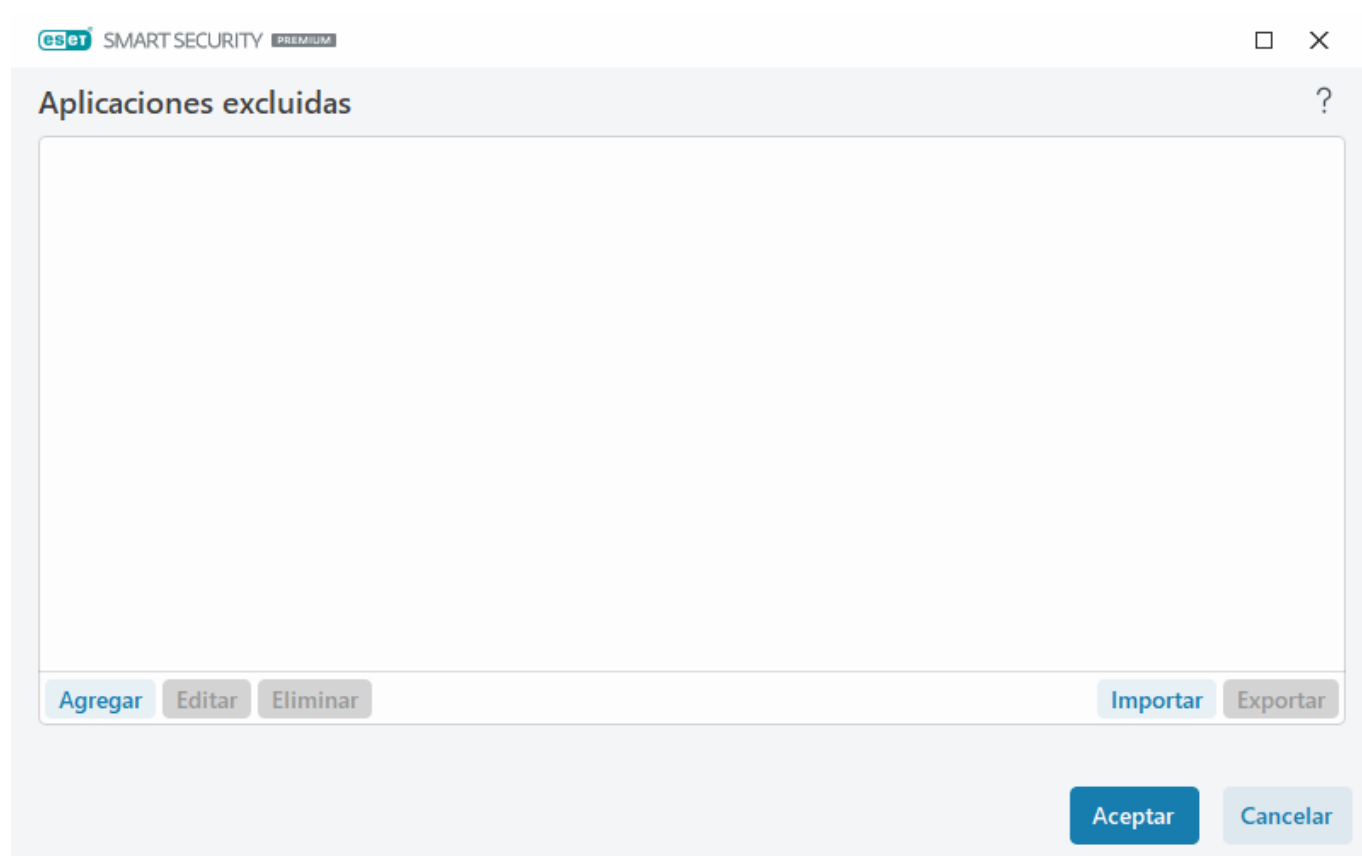 eset SMART SECURITY PREMIUM
Aplicaciones excluidas ?
Agregar Editar Eliminar Importar Exportar
Aceptar Cancelar